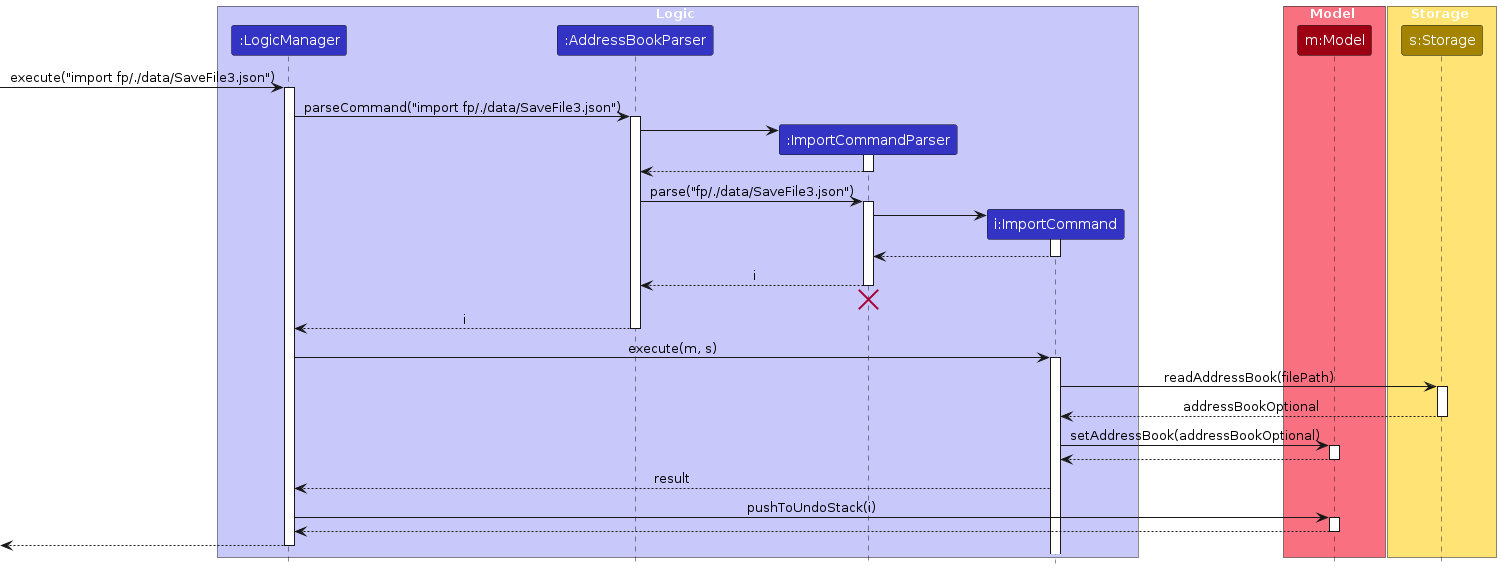 Logic
Model
Storage
:LogicManager
:AddressBookParser
m:Model
s:Storage
execute("import fp/./data/SaveFile3.json")
parseCommand("import fp/./data/SaveFile3.json")
:ImportCommandParser
parse("fp/./data/SaveFile3.json")
i:ImportCommand
i
i
execute(m, s)
readAddressBook(filePath)
addressBookOptional
setAddressBook(addressBookOptional)
result
pushToUndoStack(i)